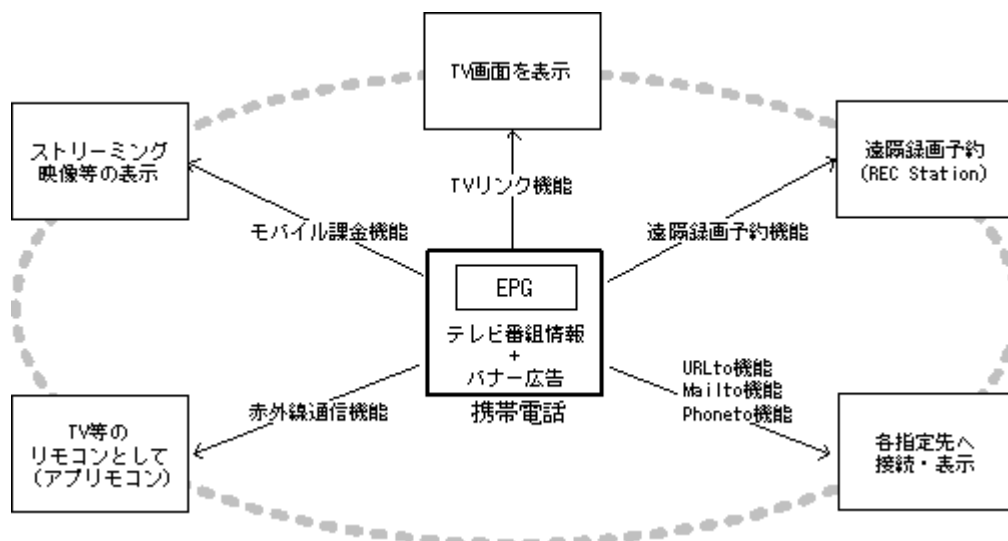 TV画面を表示
ストリーミング
映像等の表示
遠隔録画予約
(REC Station)
TVリンク機能
モバイル課金機能
遠隔録画予約機能
EPG
テレビ番組情報
+
バナー広告
携帯電話
赤外線通信機能
URLto機能
Mailto機能
Phoneto機能
TV等の
リモコンとして
(アプリモコン)
各指定先へ
接続・表示